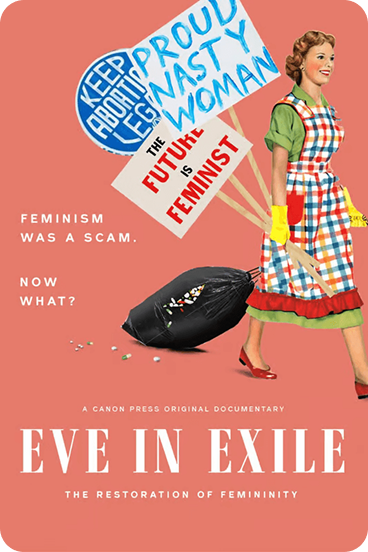 PROUD
NASTY
WOMAN
KEEP
ABORTION
LEGAL
THE
FUTURE
IS
FEMINIST
FEMINISM
WAS A SCAM.
NOW
WHAT?
A CANON PRESS ORIGINAL DOCUMENTARY
EVE IN EXILE
THE RESTORATION OF FEMININITY